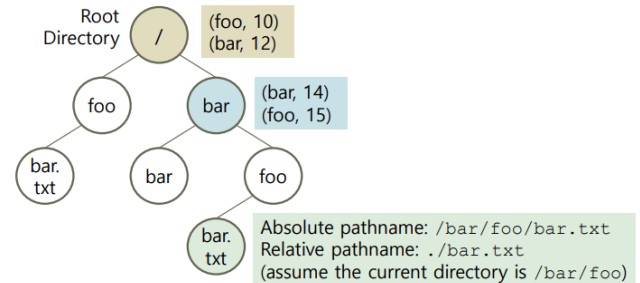 Root
Directory
/
(foo, 10)
(bar, 12)
foo
bar
(bar, 14)
(foo, 15)
bar.
txt
bar
foo
bar.
txt
Absolute pathname: /bar/foo/bar.txt
Relative pathname: ./bar.txt
(assume the current directory is /bar/foo)